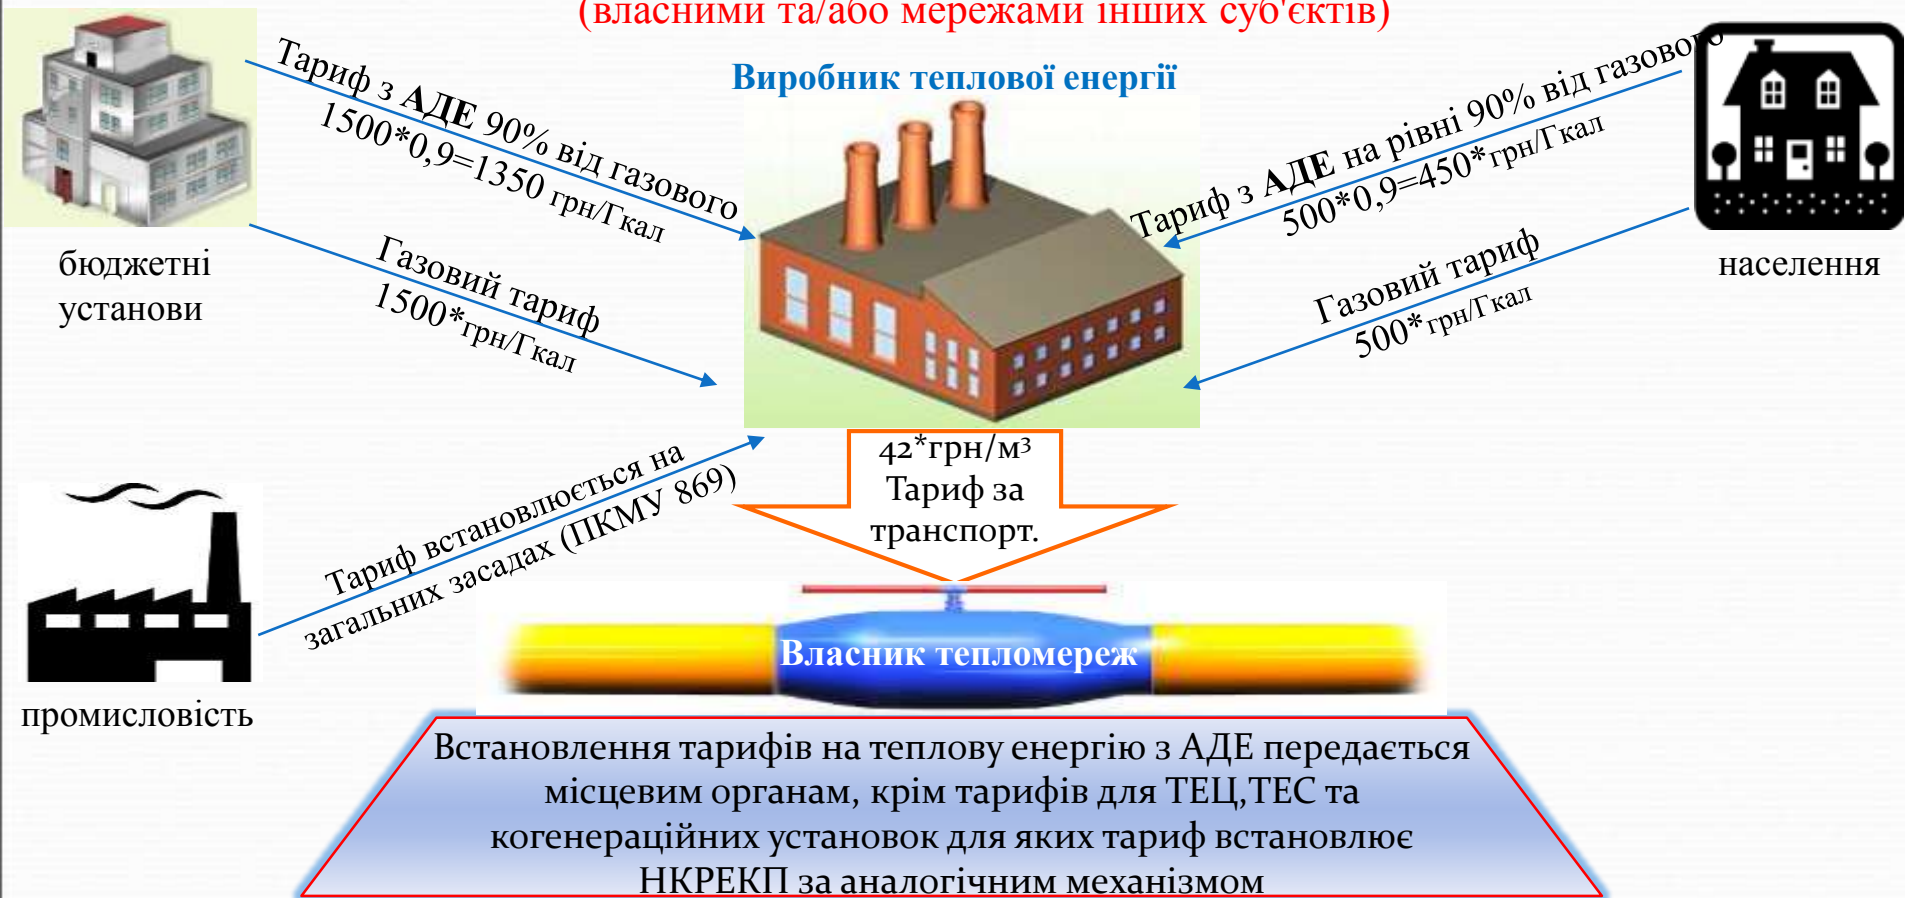 (власними та/або мережами інших суб'єктів)
Виробник теплової енергії
Тариф з АДЕ 90% від газового
1500*0,9=1350 грн/Гкал
Газовий тариф
1500*грн/Гкал
бюджетні
установи
Тариф з АДЕ на рівні 90% від газового
500*0,9=450*грн/Гкал
Газовий тариф
500*грн/Гкал
населення
Тариф встановлюється на
загальних засадах (ПКМУ 869)
промисловість
42*грн/м³
Тариф за
транспорт.
Власник тепломереж
Встановлення тарифів на теплову енергію з АДЕ передається
місцевим органам, крім тарифів для ТЕЦ,ТЕС та
когенераційних установок для яких тариф встановлює
НКРЕКП за аналогічним механізмом